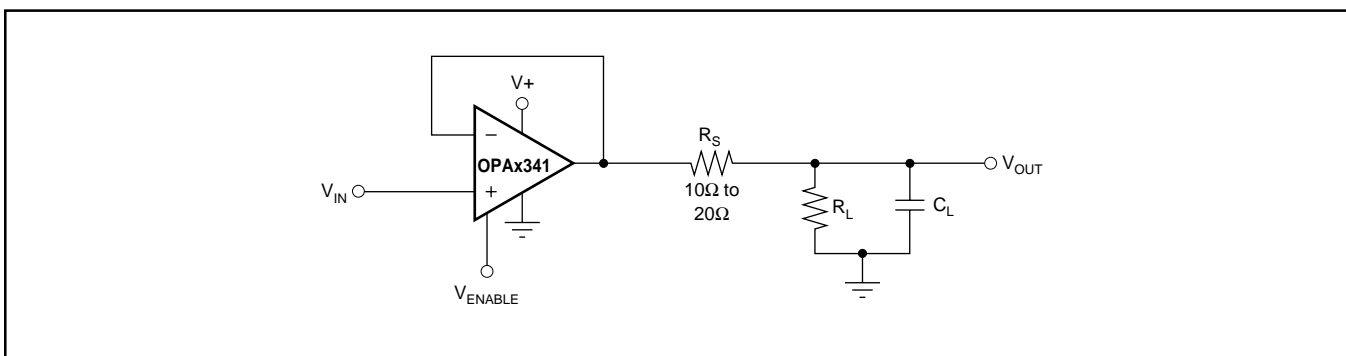 V+
−
OPAx341
+
V_IN
V_ENABLE
R_S
10Ω to
20Ω
R_L
C_L
V_OUT